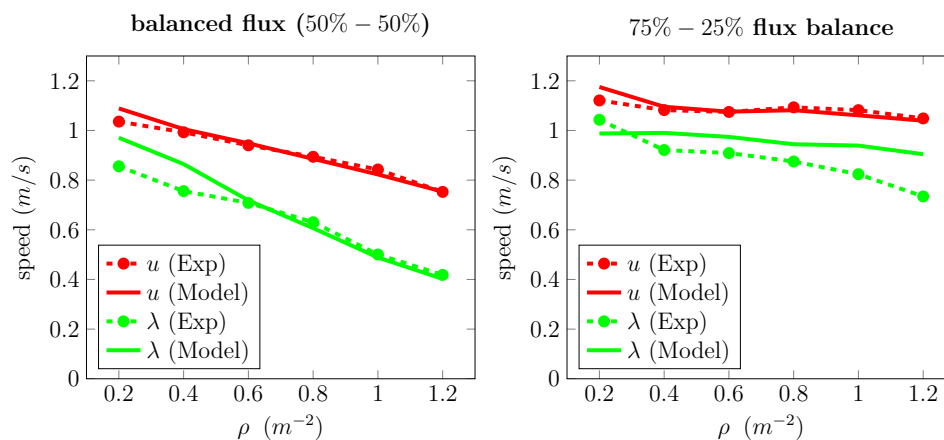 balanced flux (50% − 50%)
speed (m/s)
1.2
1
0.8
0.6
0.4
0.2
0
u (Exp)
u (Model)
λ (Exp)
λ (Model)
0.2 0.4 0.6 0.8 1 1.2
ρ (m⁻²)
75% − 25% flux balance
speed (m/s)
1.2
1
0.8
0.6
0.4
0.2
0
u (Exp)
u (Model)
λ (Exp)
λ (Model)
0.2 0.4 0.6 0.8 1 1.2
ρ (m⁻²)